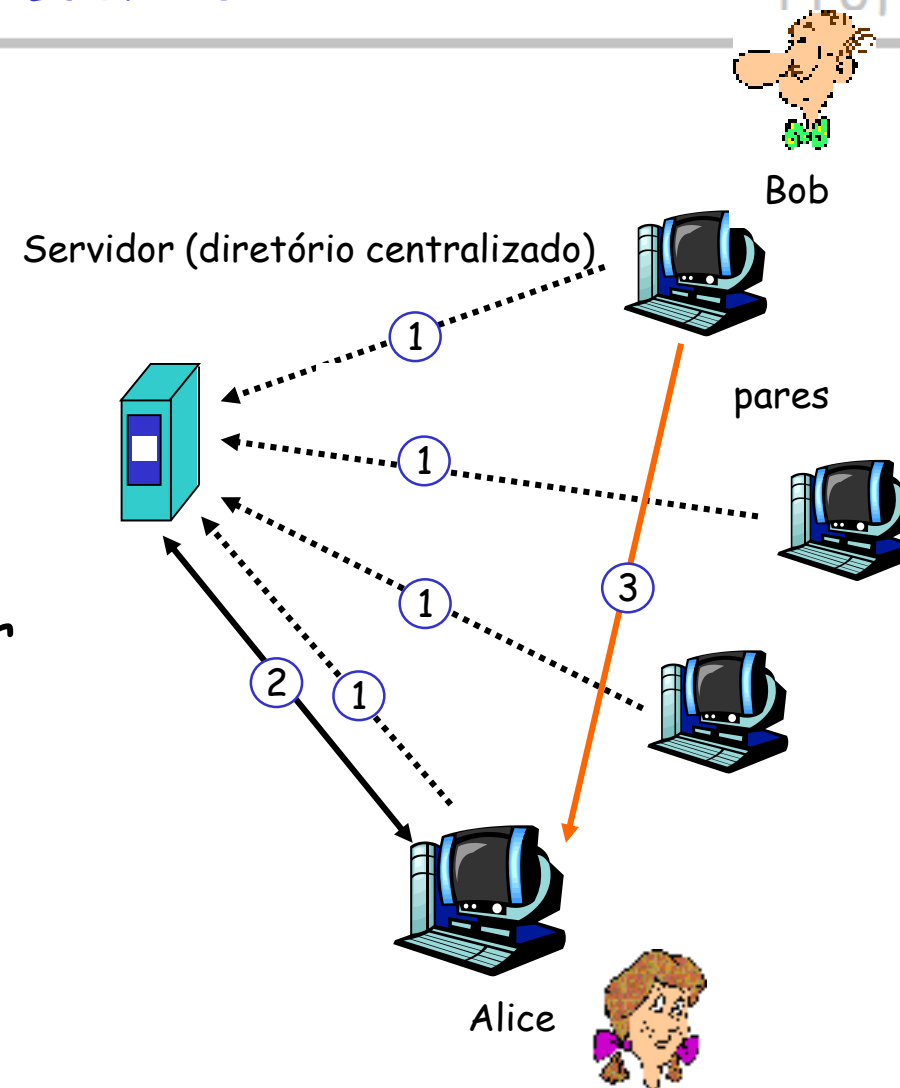 Bob
Servidor (diretório centralizado)
1
pares
1
3
1
2
1
Alice